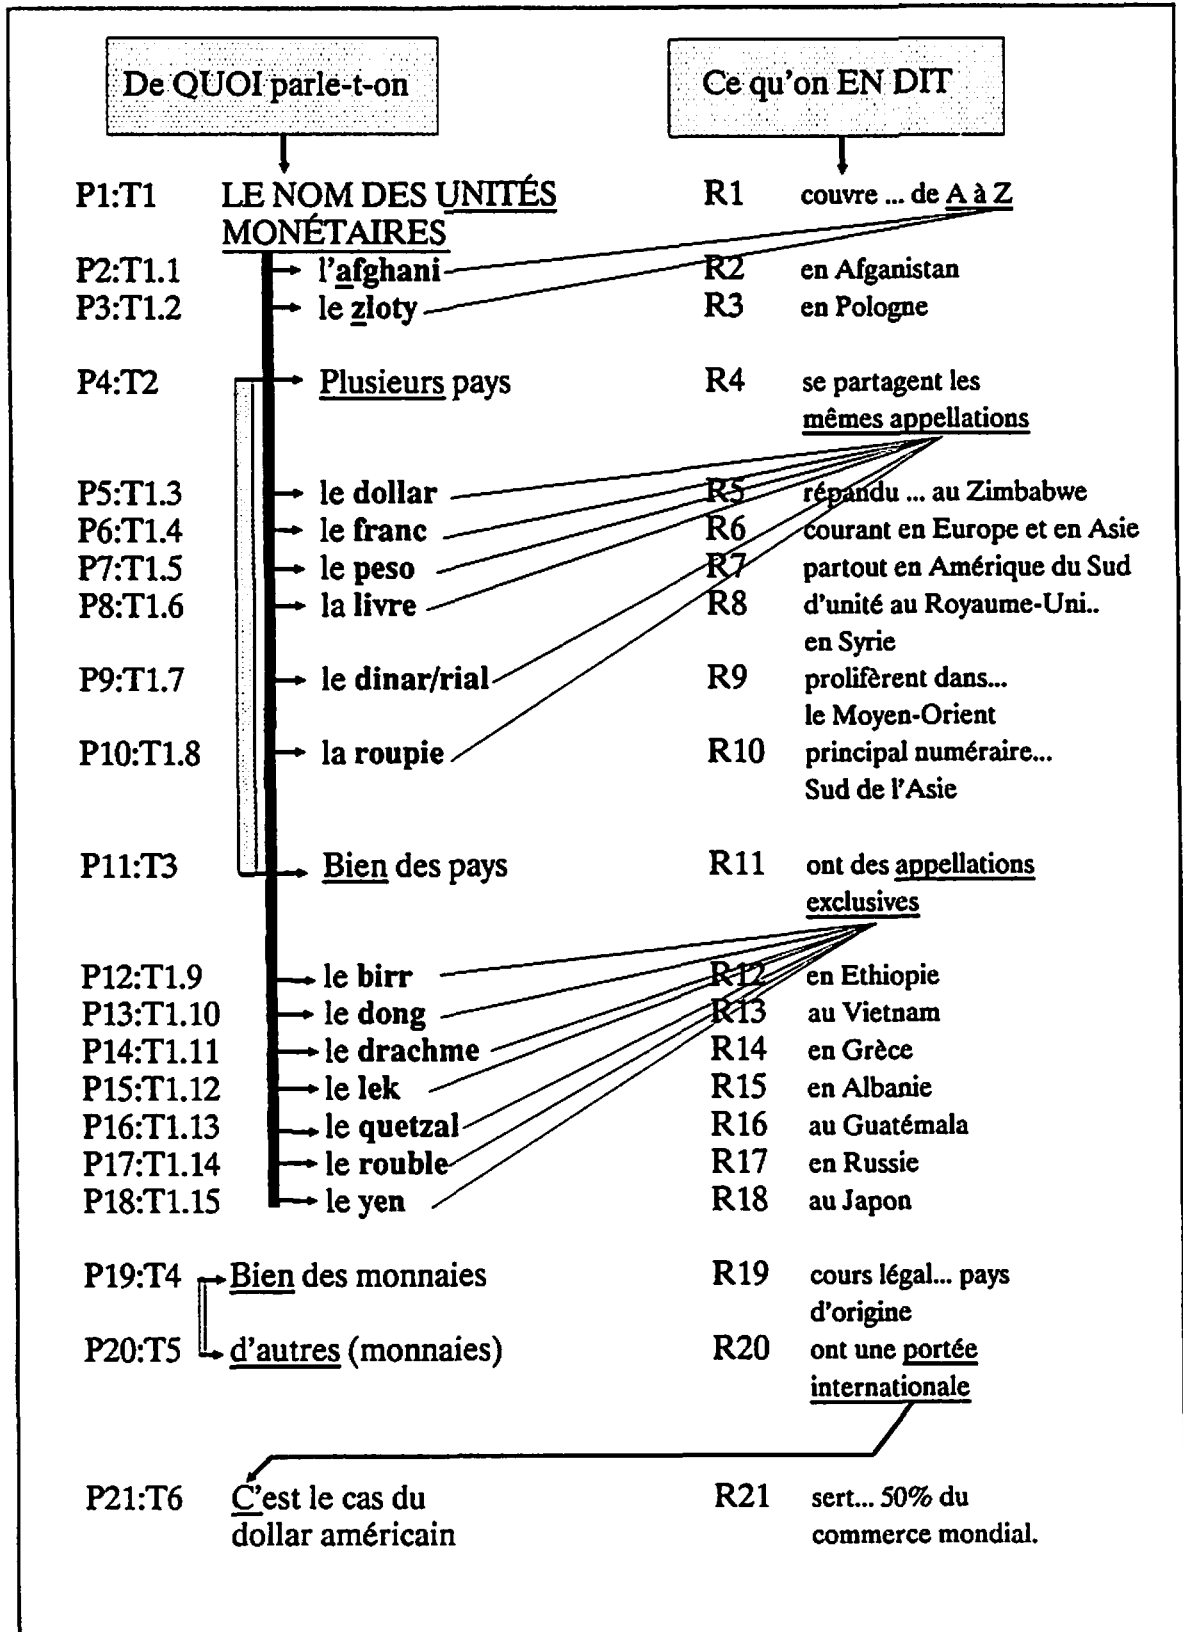 De QUOI parle-t-on Ce qu'on EN DIT
P1:T1 LE NOM DES UNITÉS R1 couvre ... de A à Z
MONÉTAIRES
P2:T1.1 l'afghani R2 en Afganistan
P3:T1.2 le zloty R3 en Pologne
P4:T2 Plusieurs pays R4 se partagent les
mêmes appellations
P5:T1.3 le dollar R5 répandu ... au Zimbabwe
P6:T1.4 le franc R6 courant en Europe et en Asie
P7:T1.5 le peso R7 partout en Amérique du Sud
P8:T1.6 la livre R8 d'unité au Royaume-Uni..
en Syrie
P9:T1.7 le dinar/rial R9 prolifèrent dans...
le Moyen-Orient
P10:T1.8 la roupie R10 principal numéraire...
Sud de l'Asie
P11:T3 Bien des pays R11 ont des appellations
exclusives
P12:T1.9 le birr R12 en Ethiopie
P13:T1.10 le dong R13 au Vietnam
P14:T1.11 le drachme R14 en Grèce
P15:T1.12 le lek R15 en Albanie
P16:T1.13 le quetzal R16 au Guatémala
P17:T1.14 le rouble R17 en Russie
P18:T1.15 le yen R18 au Japon
P19:T4 Bien des monnaies R19 cours légal... pays
d'origine
P20:T5 d'autres (monnaies) R20 ont une portée
internationale
P21:T6 C'est le cas du R21 sert... 50% du
dollar américain commerce mondial.